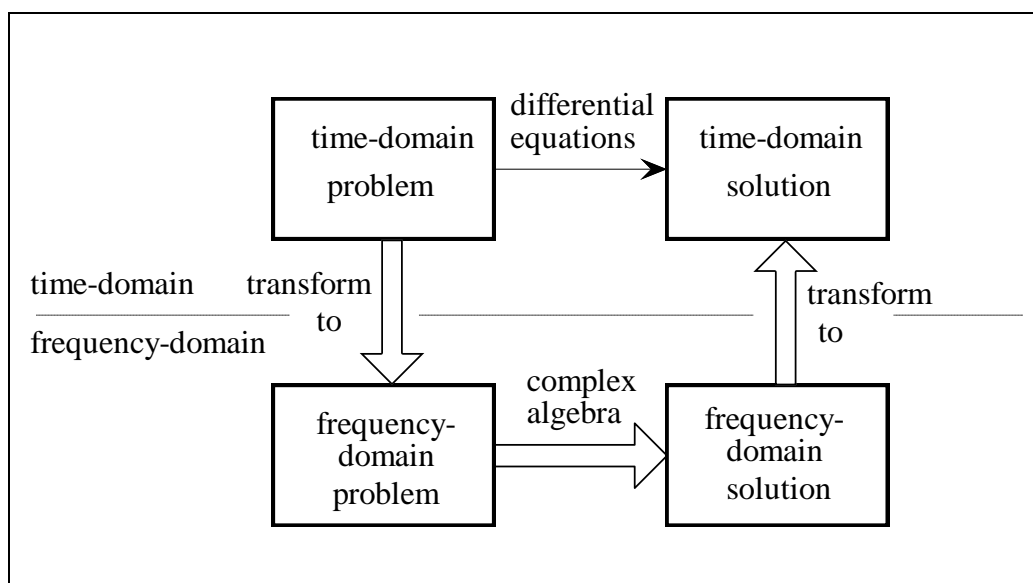 time-domain
problem
differential
equations
time-domain
solution
time-domain
frequency-domain
transform
to
transform
to
frequency-
domain
problem
complex
algebra
frequency-
domain
solution